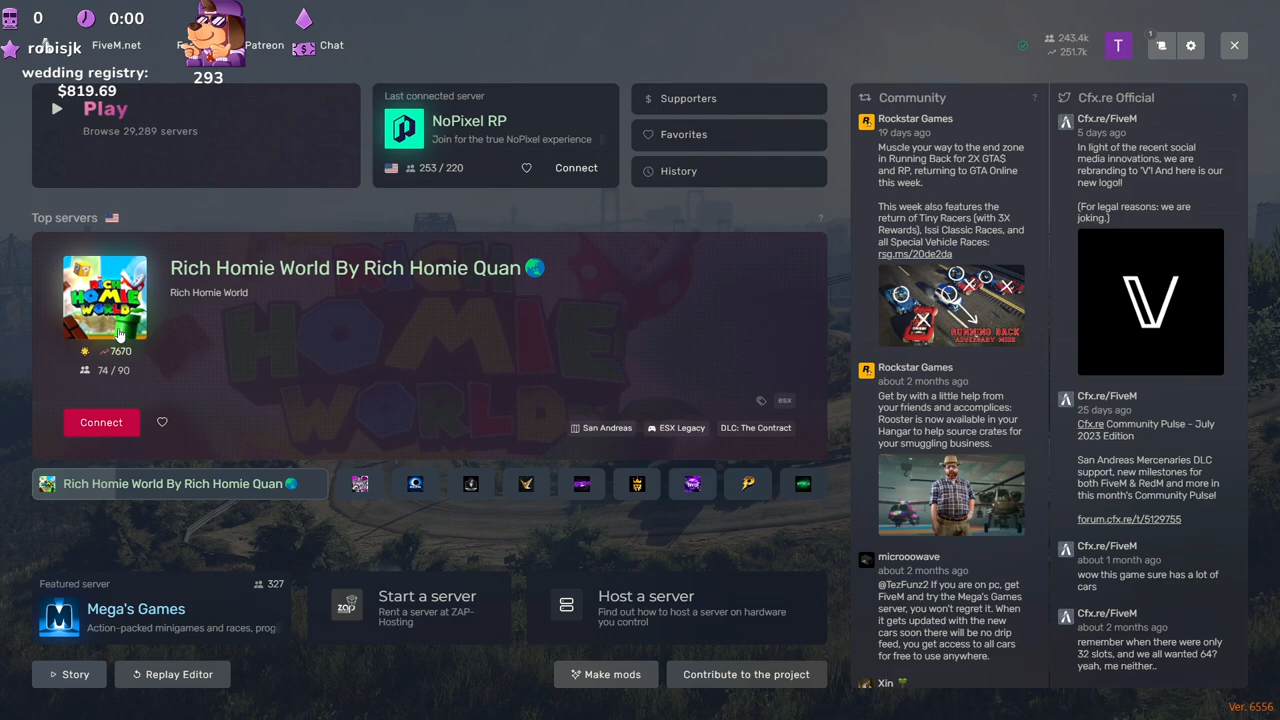 0
0:00
robisjk
FiveM.net
Patreon
Chat
wedding registry:
$819.69
293
243.4k
251.7k
T
1
Play
Browse 29,289 servers
Last connected server
NoPixel RP
Join for the true NoPixel experience
253 / 220
Connect
Supporters
Favorites
History
Top servers
?
RICH
HOMIE
WORLD
Rich Homie World By Rich Homie Quan
Rich Homie World
7670
74 / 90
Connect
esx
San Andreas
ESX Legacy
DLC: The Contract
Rich Homie World By Rich Homie Quan
Featured server
327
Mega's Games
Action-packed minigames and races, prog
ZAP
Start a server
Rent a server at ZAP-
Hosting
Host a server
Find out how to host a server on hardware
you control
Story
Replay Editor
Make mods
Contribute to the project
Community
?
Rockstar Games
19 days ago
Muscle your way to the end zone
in Running Back for 2X GTA$
and RP, returning to GTA Online
this week.
This week also features the
return of Tiny Racers (with 3X
Rewards), Issi Classic Races, and
all Special Vehicle Races:
rsg.ms/20de2da
RUNNING BACK
ADVERSARY MODE
Rockstar Games
about 2 months ago
Get by with a little help from
your friends and accomplices:
Rooster is now available in your
Hangar to help source crates for
your smuggling business.
microoowave
about 2 months ago
@TezFunz2 If you are on pc, get
FiveM and try the Mega's Games
server, you won't regret it. When
it gets updated with the new
cars soon there will be no drip
feed, you get access to all cars
for free to use anywhere.
Xin
Cfx.re Official
?
Cfx.re/FiveM
5 days ago
In light of the recent social
media innovations, we are
rebranding to 'V'! And here is our
new logo!!
(For legal reasons: we are
joking.)
V
Cfx.re/FiveM
25 days ago
Cfx.re Community Pulse - July
2023 Edition
San Andreas Mercenaries DLC
support, new milestones for
both FiveM & RedM and more in
this month's Community Pulse!
forum.cfx.re/t/5129755
Cfx.re/FiveM
about 1 month ago
wow this game sure has a lot of
cars
Cfx.re/FiveM
about 2 months ago
remember when there were only
32 slots, and we all wanted 64?
yeah, me neither..
Ver. 6556